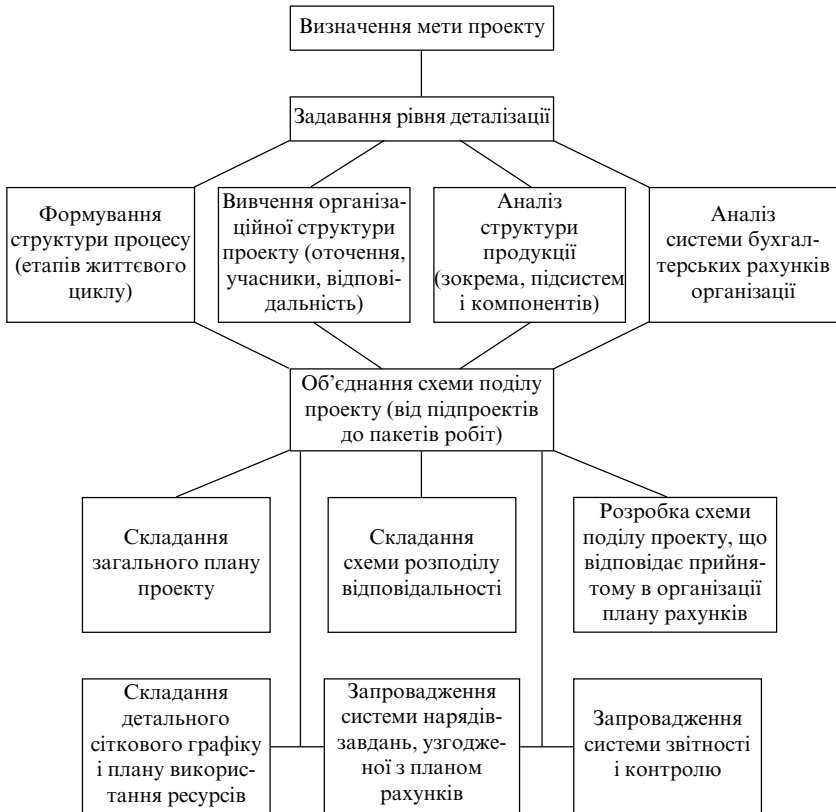 Визначення мети проекту
Задавання рівня деталізації
Формування
структури процесу
(етапів життєвого
циклу)
Вивчення організа-
ційної структури
проекту (оточення,
учасники, відпові-
дальність)
Аналіз
структури
продукції
(зокрема, підсистем
і компонентів)
Аналіз
системи бухгал-
терських рахунків
організації
Об’єднання схеми поділу
проекту (від підпроектів
до пакетів робіт)
Складання
загального плану
проекту
Складання
схеми розподілу
відповідальності
Розробка схеми
поділу проекту, що
відповідає прийня-
тому в організації
плану рахунків
Складання
детального
сіткового графіку
і плану викорис-
тання ресурсів
Запровадження
системи нарядів-
завдань, узгодже-
ної з планом
рахунків
Запровадження
системи звітності
і контролю